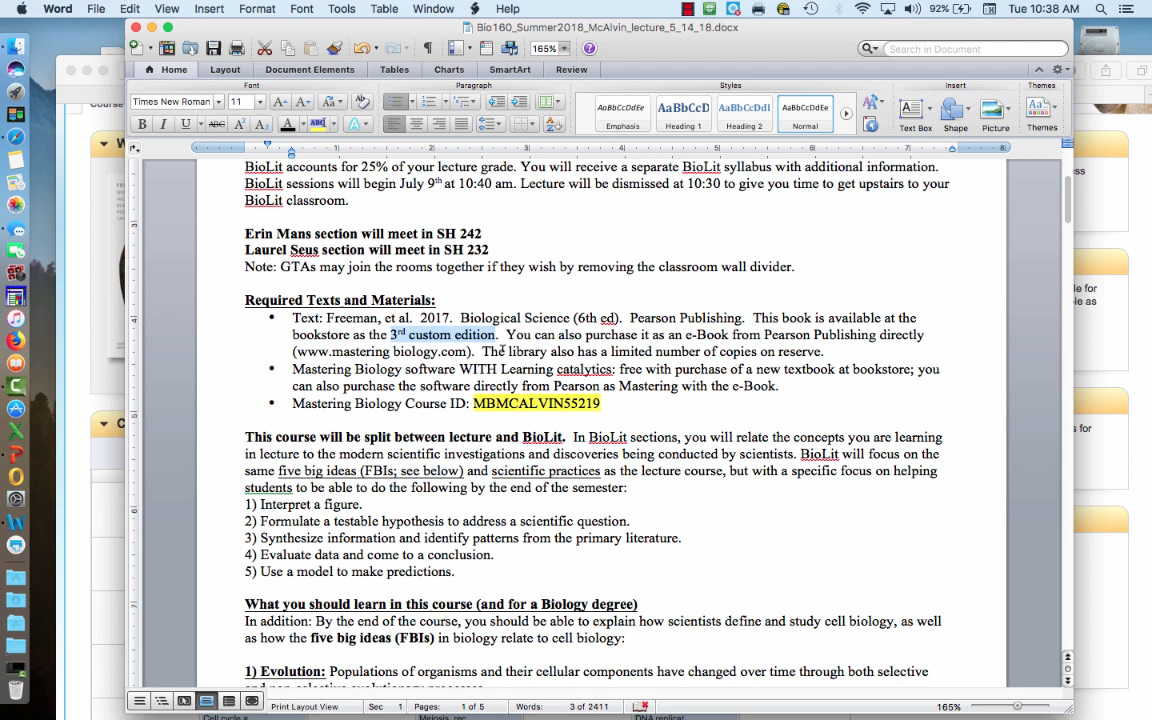 Word File Edit View Insert Format Font Tools Table Window Help
92% Tue 10:38 AM
Bio160_Summer2018_McAlvin_lecture_5_14_18.docx
165%
Search in Document
Home Layout Document Elements Tables Charts SmartArt Review
Font Paragraph Styles Insert Themes
Times New Roman 11
AaBbCcDdEe AaBbCcD AaBbCcDdI AaBbCcDdEe
Emphasis Heading 1 Heading 2 Normal
Text Box Shape Picture Themes
BioLit accounts for 25% of your lecture grade. You will receive a separate BioLit syllabus with additional information.
BioLit sessions will begin July 9th at 10:40 am. Lecture will be dismissed at 10:30 to give you time to get upstairs to your
BioLit classroom.
Erin Mans section will meet in SH 242
Laurel Seus section will meet in SH 232
Note: GTAs may join the rooms together if they wish by removing the classroom wall divider.
Required Texts and Materials:
• Text: Freeman, et al. 2017. Biological Science (6th ed). Pearson Publishing. This book is available at the
bookstore as the 3rd custom edition. You can also purchase it as an e-Book from Pearson Publishing directly
(www.mastering biology.com). The library also has a limited number of copies on reserve.
• Mastering Biology software WITH Learning catalytics: free with purchase of a new textbook at bookstore; you
can also purchase the software directly from Pearson as Mastering with the e-Book.
• Mastering Biology Course ID: MBMCALVIN55219
This course will be split between lecture and BioLit. In BioLit sections, you will relate the concepts you are learning
in lecture to the modern scientific investigations and discoveries being conducted by scientists. BioLit will focus on the
same five big ideas (FBIs; see below) and scientific practices as the lecture course, but with a specific focus on helping
students to be able to do the following by the end of the semester:
1) Interpret a figure.
2) Formulate a testable hypothesis to address a scientific question.
3) Synthesize information and identify patterns from the primary literature.
4) Evaluate data and come to a conclusion.
5) Use a model to make predictions.
What you should learn in this course (and for a Biology degree)
In addition: By the end of the course, you should be able to explain how scientists define and study cell biology, as well
as how the five big ideas (FBIs) in biology relate to cell biology:
1) Evolution: Populations of organisms and their cellular components have changed over time through both selective
and non-selective evolutionary processes.
Print Layout View Sec 1 Pages: 1 of 5 Words: 3 of 2411 165%